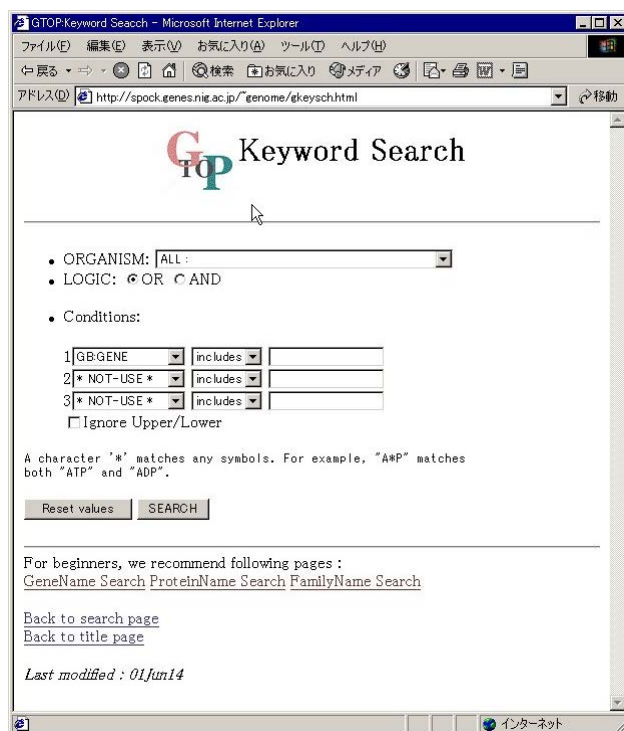 GTOP:Keyword Seacch - Microsoft Internet Explorer
ファイル(F) 編集(E) 表示(V) お気に入り(A) ツール(T) ヘルプ(H)
戻る 検索 お気に入り メディア
アドレス(D) http://spock.genes.nig.ac.jp/~genome/gkeysch.html 移動
GTOP Keyword Search
ORGANISM: ALL :
LOGIC: OR AND
Conditions:
1 GB:GENE includes
2 * NOT-USE * includes
3 * NOT-USE * includes
Ignore Upper/Lower
A character '*' matches any symbols. For example, "A*P" matches
both "ATP" and "ADP".
Reset values SEARCH
For beginners, we recommend following pages :
GeneName Search ProteinName Search FamilyName Search
Back to search page
Back to title page
Last modified : 01Jun14
インターネット